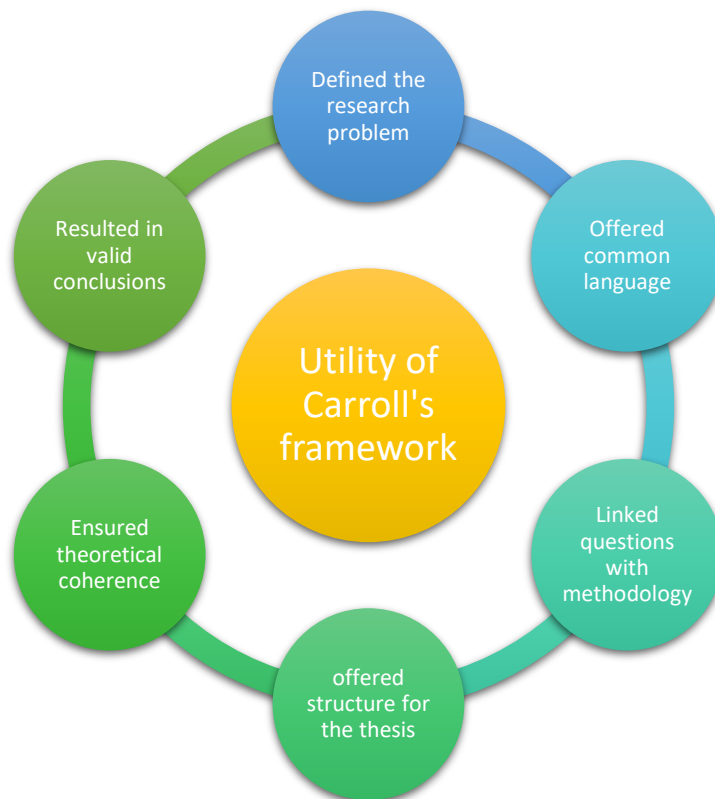 Defined the
research
problem
Offered
common
language
Linked
questions
with
methodology
offered
structure for
the thesis
Ensured
theoretical
coherence
Resulted in
valid
conclusions
Utility of
Carroll's
framework